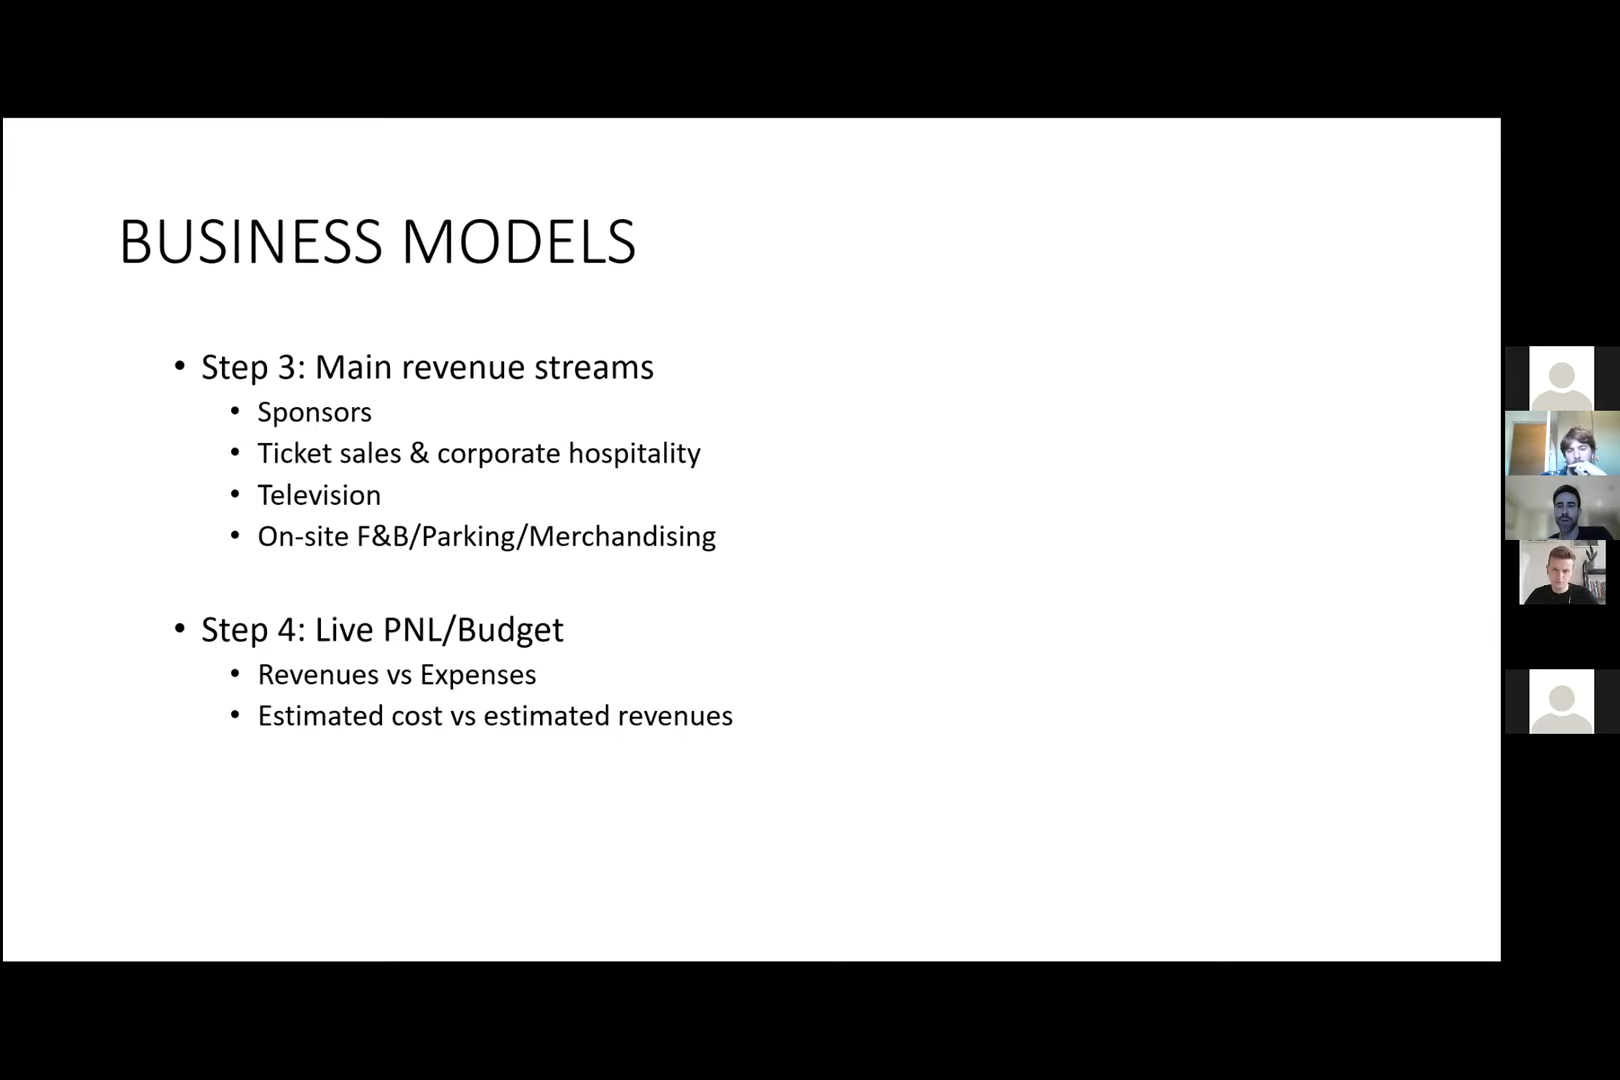 BUSINESS MODELS
• Step 3: Main revenue streams
• Sponsors
• Ticket sales & corporate hospitality
• Television
• On-site F&B/Parking/Merchandising
• Step 4: Live PNL/Budget
• Revenues vs Expenses
• Estimated cost vs estimated revenues